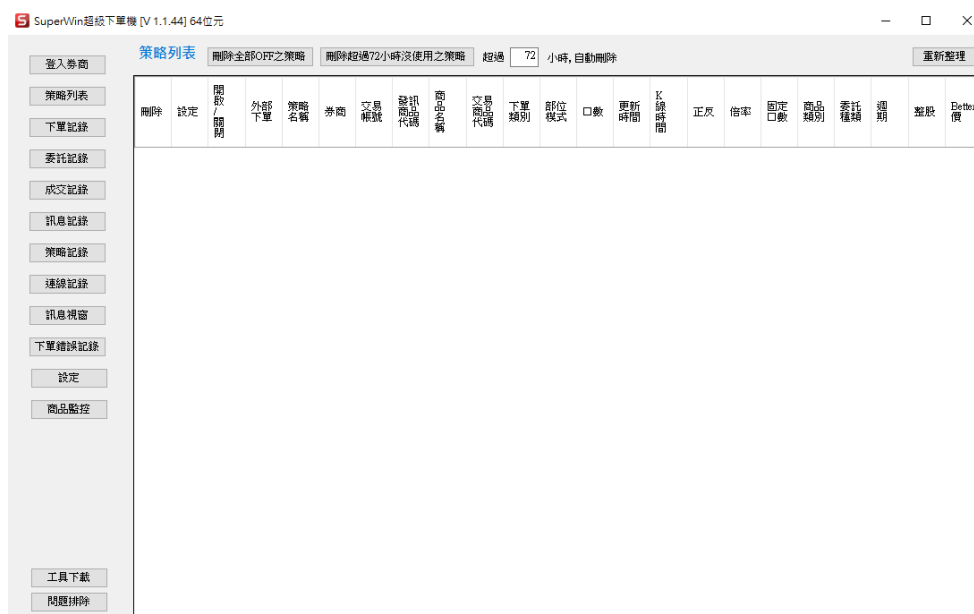 SuperWin超級下單機 [V 1.1.44] 64位元
策略列表 刪除全部OFF之策略 刪除超過72小時沒使用之策略 超過 72 小時, 自動刪除 重新整理
刪除 設定 開啟/關閉 外部下單 策略名稱 券商 交易帳號 發訊商品代碼 商品名稱 交易商品代碼 下單類別 部位模式 口數 更新時間 K線時間 正反 倍率 固定口數 商品類別 委託種類 週期 整股 Better價
登入券商
策略列表
下單記錄
委託記錄
成交記錄
訊息記錄
策略記錄
連線記錄
訊息視窗
下單錯誤記錄
設定
商品監控
工具下載
問題排除